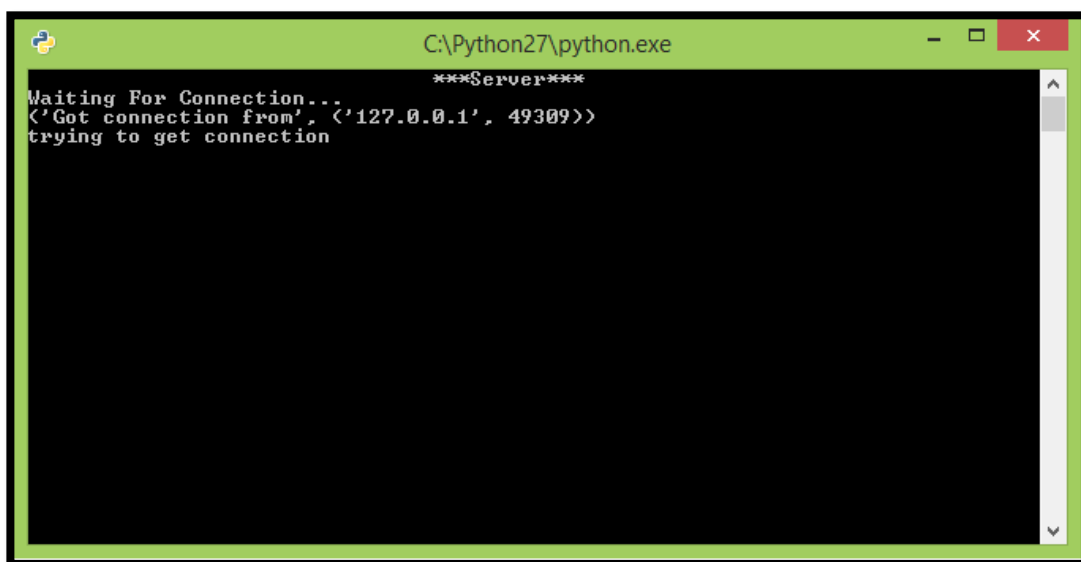 C:\Python27\python.exe
***Server***
Waiting For Connection...
('Got connection from', ('127.0.0.1', 49309))
trying to get connection